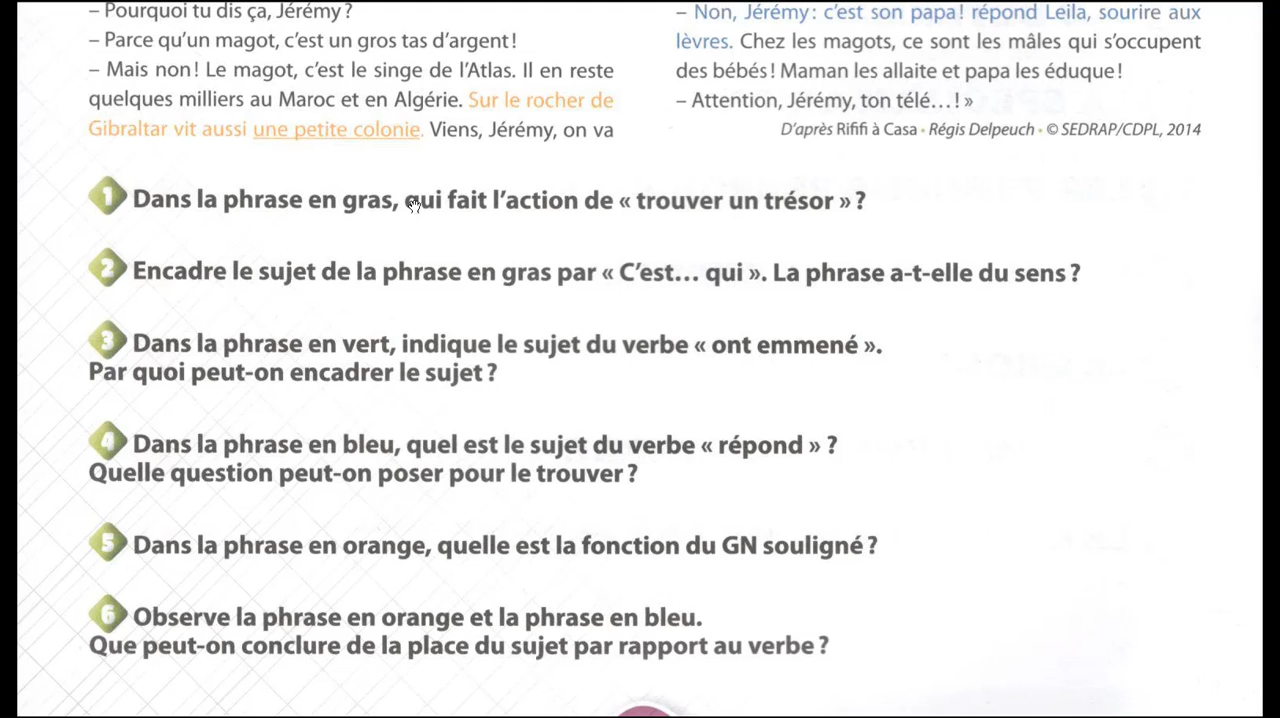 – Pourquoi tu dis ça, Jérémy ?
– Parce qu'un magot, c'est un gros tas d'argent !
– Mais non ! Le magot, c'est le singe de l'Atlas. Il en reste
quelques milliers au Maroc et en Algérie. Sur le rocher de
Gibraltar vit aussi une petite colonie. Viens, Jérémy, on va
– Non, Jérémy : c'est son papa ! répond Leila, sourire aux
lèvres. Chez les magots, ce sont les mâles qui s'occupent
des bébés ! Maman les allaite et papa les éduque !
– Attention, Jérémy, ton télé…! »
D'après Rififi à Casa • Régis Delpeuch • © SEDRAP/CDPL, 2014
1 Dans la phrase en gras, qui fait l'action de « trouver un trésor » ?
2 Encadre le sujet de la phrase en gras par « C'est… qui ». La phrase a-t-elle du sens ?
3 Dans la phrase en vert, indique le sujet du verbe « ont emmené ».
Par quoi peut-on encadrer le sujet ?
4 Dans la phrase en bleu, quel est le sujet du verbe « répond » ?
Quelle question peut-on poser pour le trouver ?
5 Dans la phrase en orange, quelle est la fonction du GN souligné ?
6 Observe la phrase en orange et la phrase en bleu.
Que peut-on conclure de la place du sujet par rapport au verbe ?